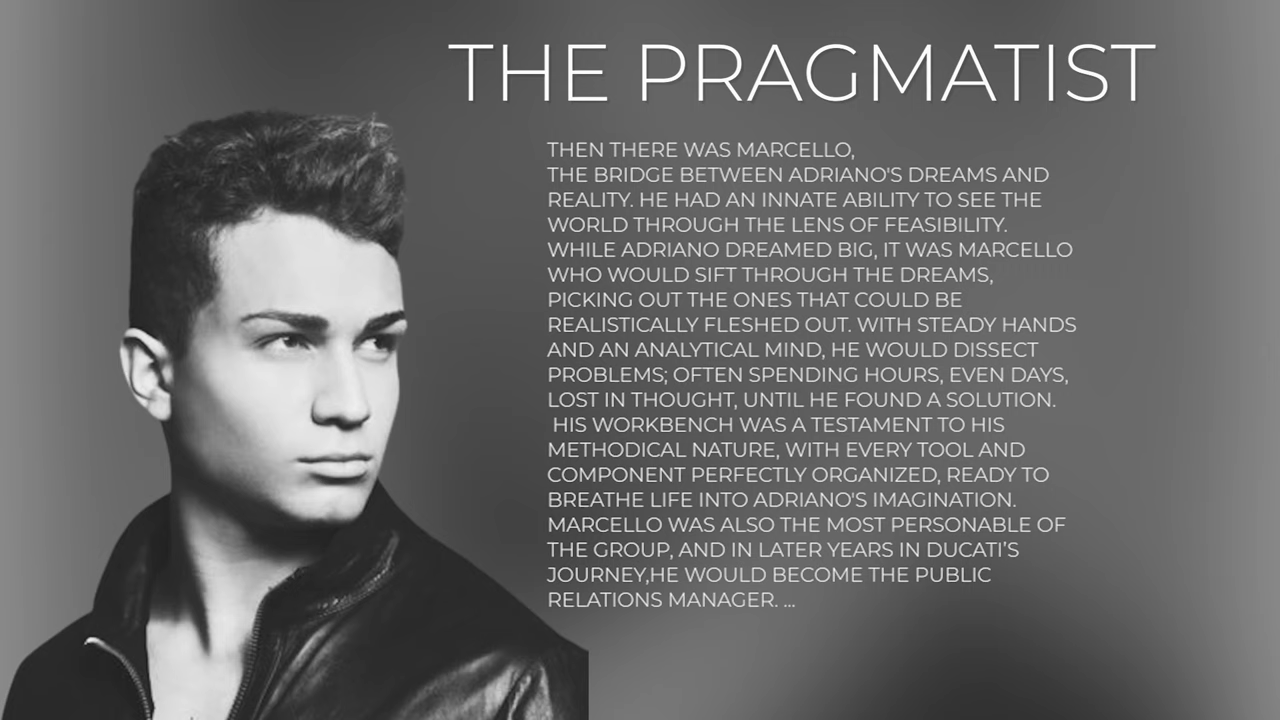 THE PRAGMATIST
THEN THERE WAS MARCELLO,
THE BRIDGE BETWEEN ADRIANO'S DREAMS AND
REALITY. HE HAD AN INNATE ABILITY TO SEE THE
WORLD THROUGH THE LENS OF FEASIBILITY.
WHILE ADRIANO DREAMED BIG, IT WAS MARCELLO
WHO WOULD SIFT THROUGH THE DREAMS,
PICKING OUT THE ONES THAT COULD BE
REALISTICALLY FLESHED OUT. WITH STEADY HANDS
AND AN ANALYTICAL MIND, HE WOULD DISSECT
PROBLEMS; OFTEN SPENDING HOURS, EVEN DAYS,
LOST IN THOUGHT, UNTIL HE FOUND A SOLUTION.
HIS WORKBENCH WAS A TESTAMENT TO HIS
METHODICAL NATURE, WITH EVERY TOOL AND
COMPONENT PERFECTLY ORGANIZED, READY TO
BREATHE LIFE INTO ADRIANO'S IMAGINATION.
MARCELLO WAS ALSO THE MOST PERSONABLE OF
THE GROUP, AND IN LATER YEARS IN DUCATI’S
JOURNEY,HE WOULD BECOME THE PUBLIC
RELATIONS MANAGER. ...